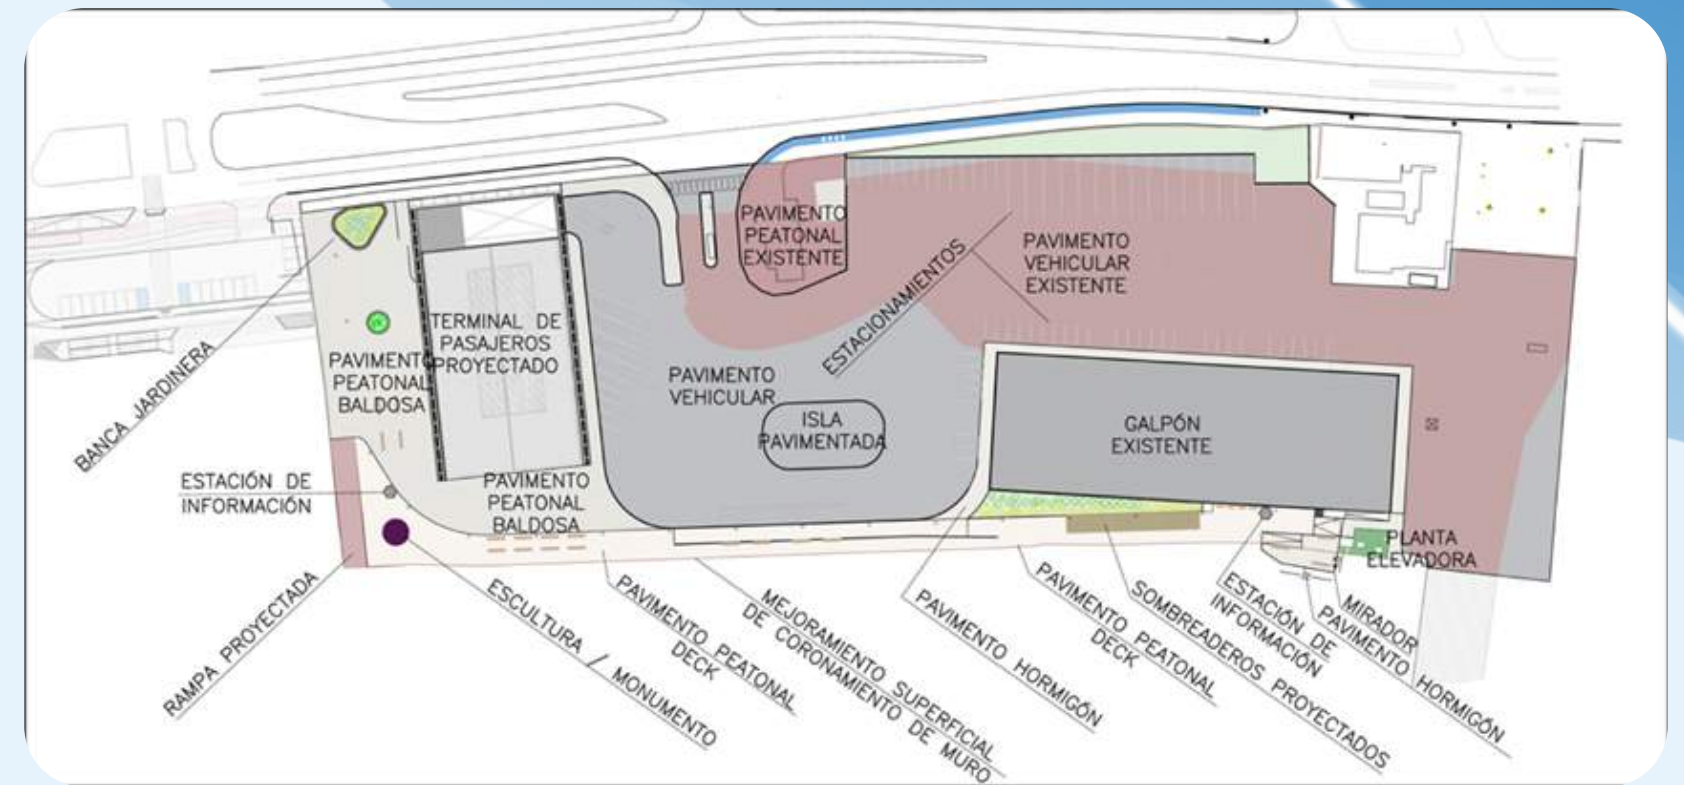 PAVIMENTO
PEATONAL
EXISTENTE
PAVIMENTO
VEHICULAR
EXISTENTE
ESTACIONAMIENTOS
TERMINAL DE
PASAJEROS
PROYECTADO
PAVIMENTO
PEATONAL
BALDOSA
BANCA JARDINERA
PAVIMENTO
VEHICULAR
ISLA
PAVIMENTADA
GALPÓN
EXISTENTE
ESTACIÓN DE
INFORMACIÓN
PAVIMENTO
PEATONAL
BALDOSA
PLANTA
ELEVADORA
RAMPA PROYECTADA
ESCULTURA / MONUMENTO
PAVIMENTO PEATONAL
DECK
MEJORAMIENTO SUPERFICIAL
DE CORONAMIENTO DE MURO
PAVIMENTO HORMIGÓN
PAVIMENTO PEATONAL
DECK
SOMBREADEROS PROYECTADOS
ESTACIÓN DE
INFORMACIÓN
MIRADOR
PAVIMENTO HORMIGÓN